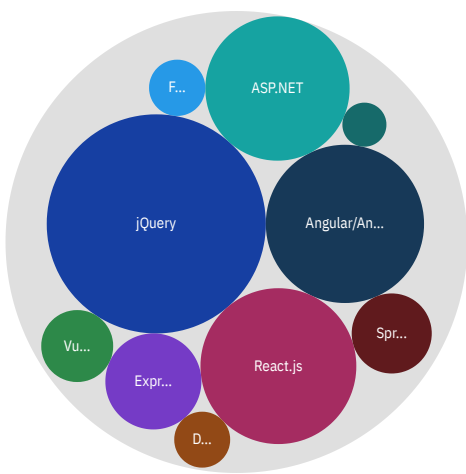 F...
ASP.NET
jQuery
Angular/An...
Vu...
Expr...
React.js
Spr...
D...